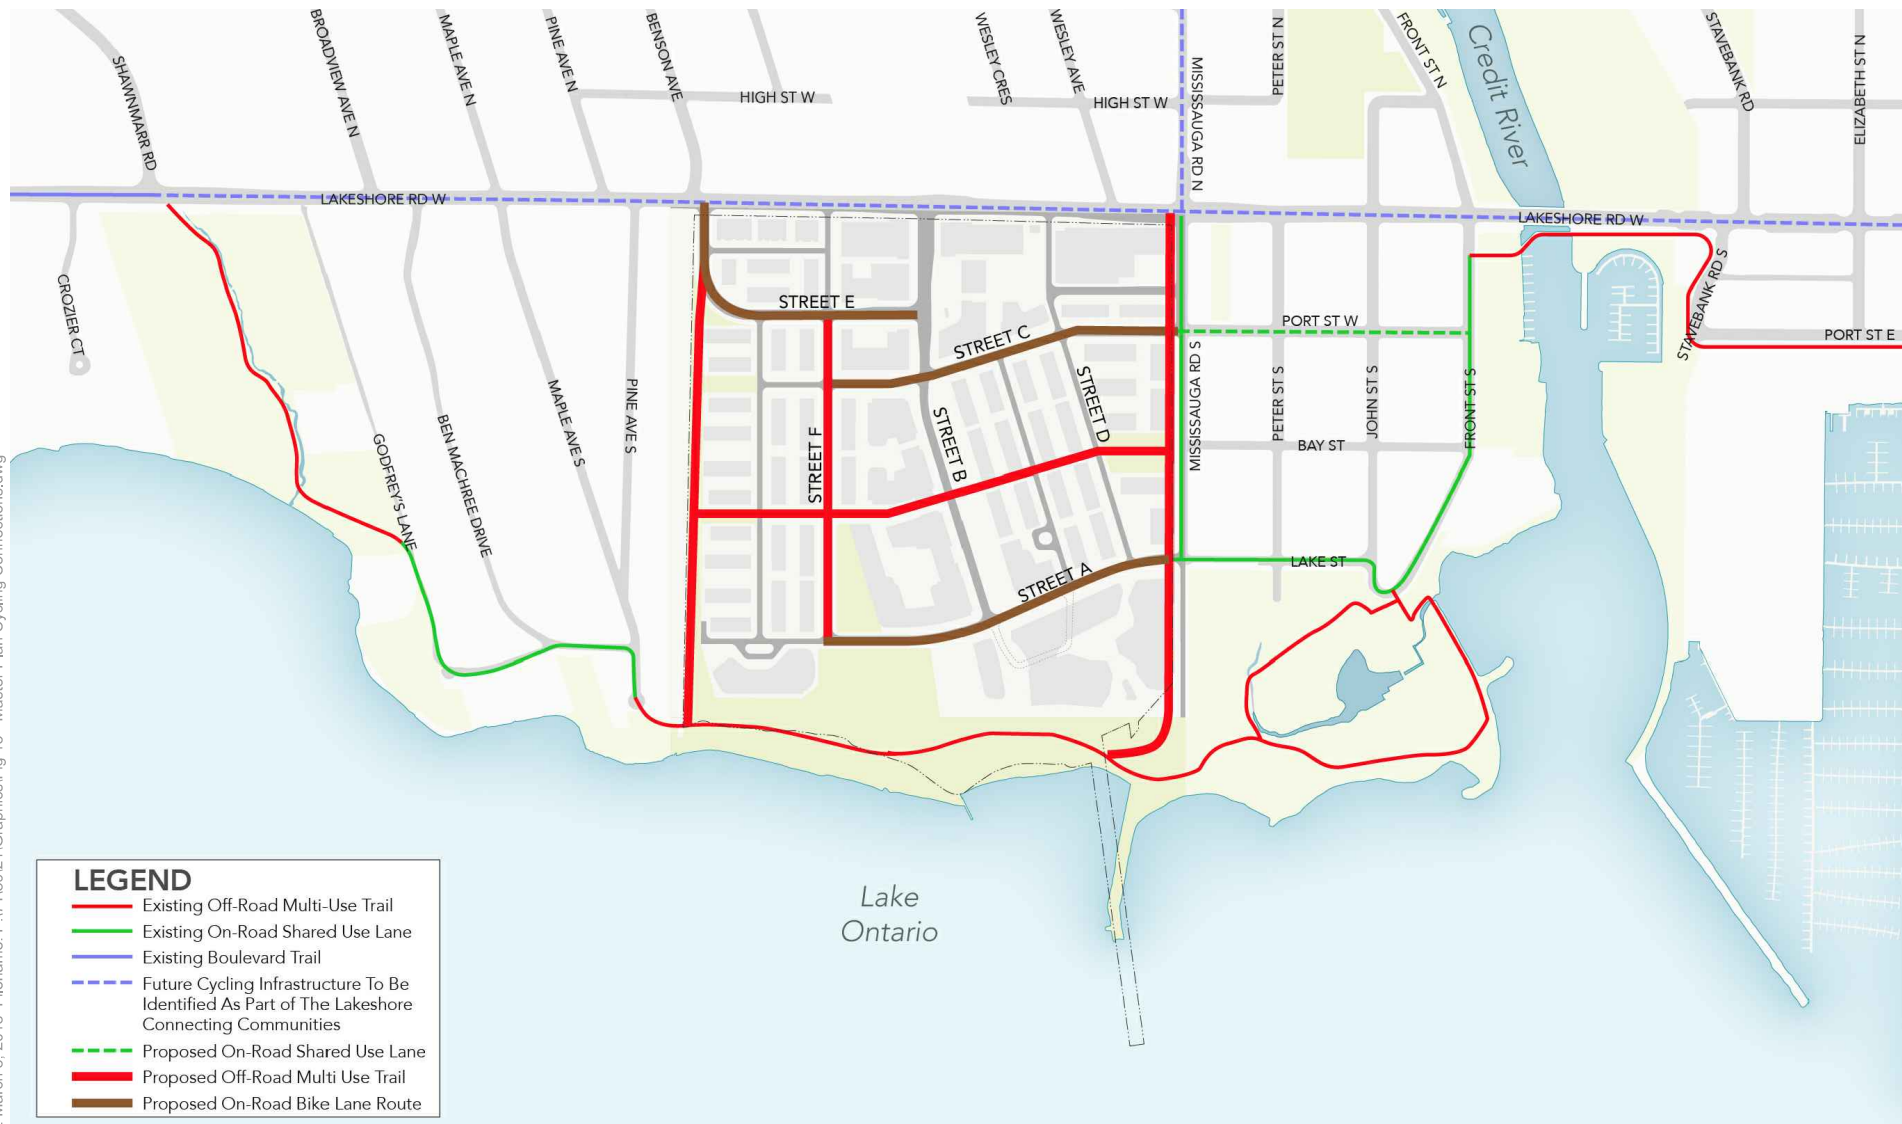 SHAWNMARR RD
BROADVIEW AVE N
MAPLE AVE N
PINE AVE N
BENSON AVE
HIGH ST W
WESLEY CRES
WESLEY AVE
HIGH ST W
MISSISSAUGA RD N
PETER ST N
FRONT ST N
Credit River
STAVEBANK RD
ELIZABETH ST N
LAKESHORE RD W
LAKESHORE RD W
CROZIER CT
GODFREY'S LANE
BEN MACHREE DRIVE
MAPLE AVE S
PINE AVE S
STREET E
STREET C
STREET F
STREET B
STREET D
STREET A
MISSISSAUGA RD S
PORT ST W
PETER ST S
JOHN ST S
FRONT ST S
BAY ST
LAKE ST
STAVEBANK RD S
PORT ST E
Lake
Ontario
LEGEND
Existing Off-Road Multi-Use Trail
Existing On-Road Shared Use Lane
Existing Boulevard Trail
Future Cycling Infrastructure To Be
Identified As Part of The Lakeshore
Connecting Communities
Proposed On-Road Shared Use Lane
Proposed Off-Road Multi Use Trail
Proposed On-Road Bike Lane Route